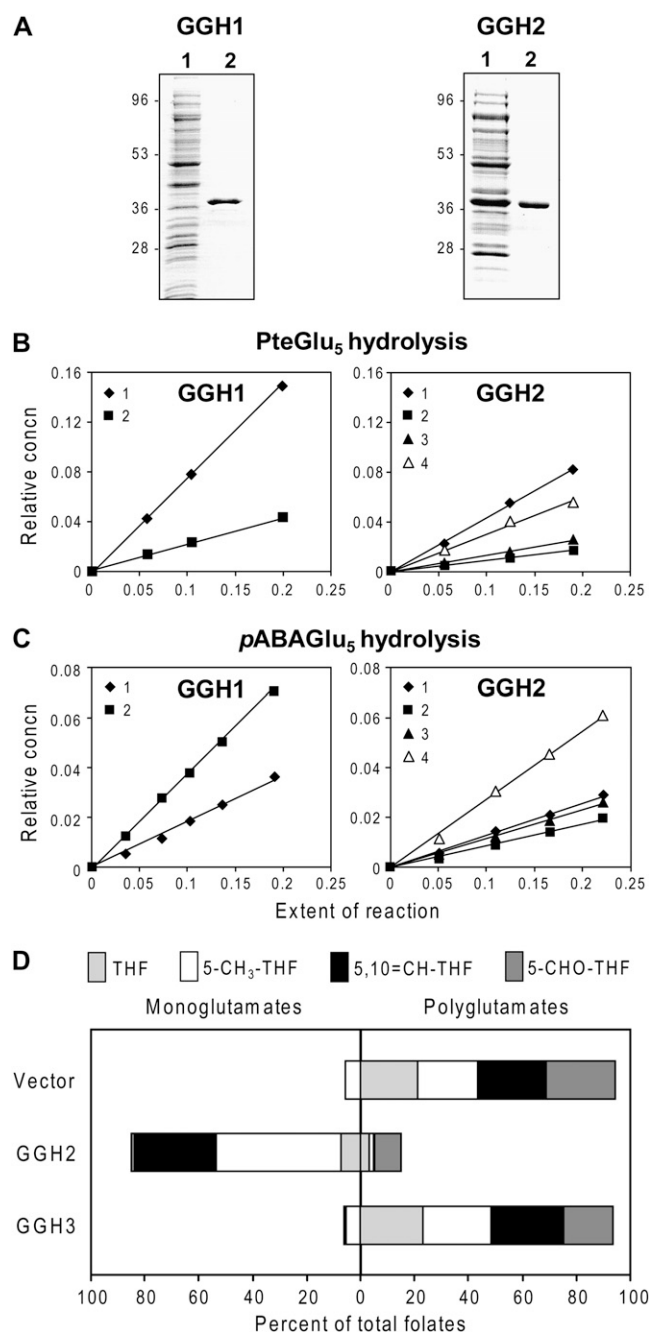 A
GGH1
GGH2
1 2
1 2
96
53
36
28
96
53
36
28
B
PteGlu5 hydrolysis
GGH1
1
2
Relative concn
0.16
0.12
0.08
0.04
0
0 0.05 0.1 0.15 0.2 0.25
GGH2
1
2
3
4
0.16
0.12
0.08
0.04
0
0 0.05 0.1 0.15 0.2 0.25
C
pABAGlu5 hydrolysis
GGH1
1
2
Relative concn
0.08
0.06
0.04
0.02
0
0 0.05 0.1 0.15 0.2 0.25
GGH2
1
2
3
4
0.08
0.06
0.04
0.02
0
0 0.05 0.1 0.15 0.2 0.25
Extent of reaction
D
THF 5-CH3-THF 5,10=CH-THF 5-CHO-THF
Monoglutamates Polyglutamates
Vector
GGH2
GGH3
100 80 60 40 20 0 20 40 60 80 100
Percent of total folates